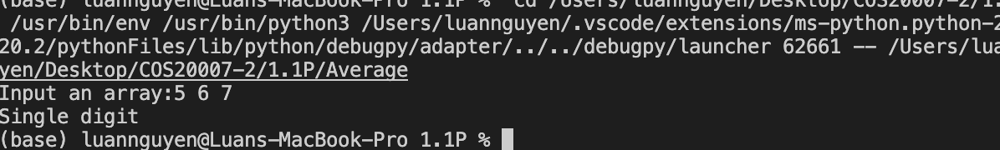 (base) luannguyen@Luans-MacBook-Pro 1.1P % cd /Users/luannguyen/Desktop/COS20007-2/1.1
/usr/bin/env /usr/bin/python3 /Users/luannguyen/.vscode/extensions/ms-python.python-2
20.2/pythonFiles/lib/python/debugpy/adapter/../../debugpy/launcher 62661 -- /Users/lua
yen/Desktop/COS20007-2/1.1P/Average
Input an array:5 6 7
Single digit
(base) luannguyen@Luans-MacBook-Pro 1.1P %